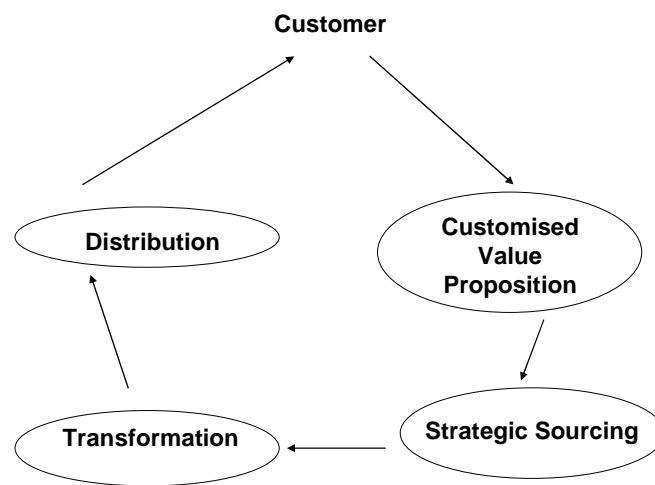 Customer
Distribution
Customised
Value
Proposition
Transformation
Strategic Sourcing